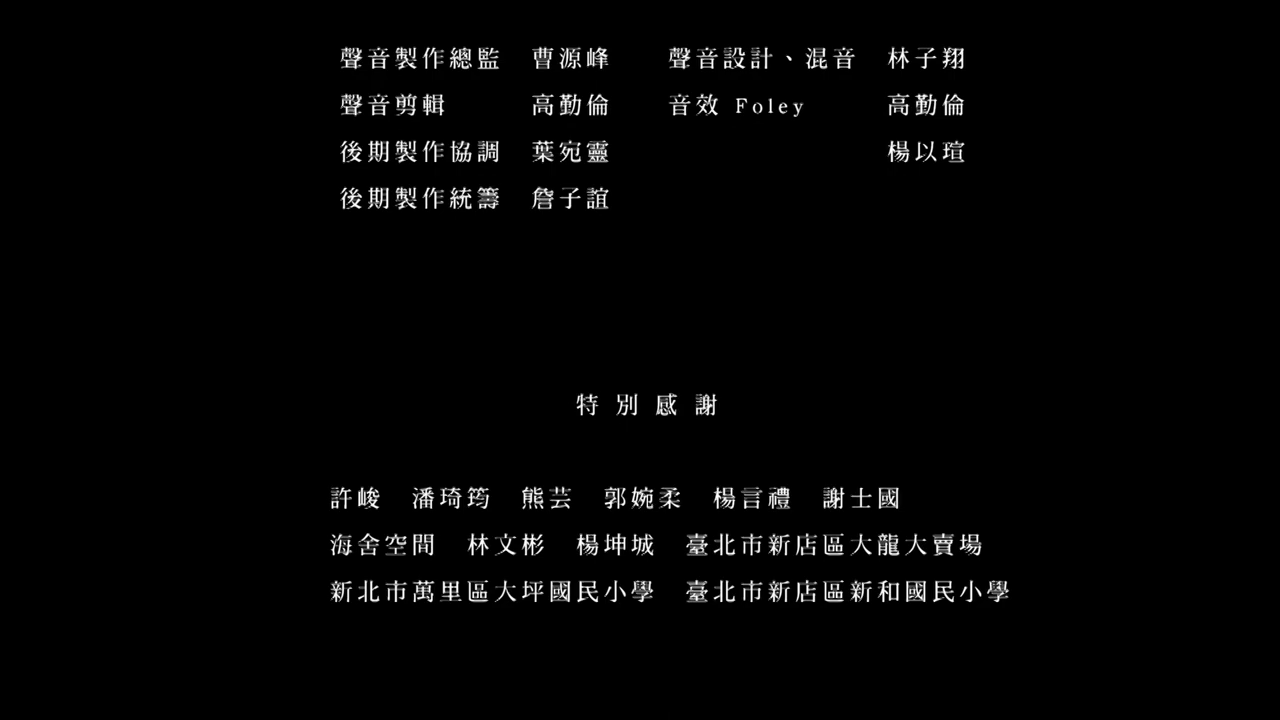 聲音製作總監 曹源峰 聲音設計、混音 林子翔
聲音剪輯 高勤倫 音效 Foley 高勤倫
後期製作協調 葉宛靈 楊以瑄
後期製作統籌 詹子誼
特別感謝
許峻 潘琦筠 熊芸 郭婉柔 楊言禮 謝士國
海舍空間 林文彬 楊坤城 臺北市新店區大龍大賣場
新北市萬里區大坪國民小學 臺北市新店區新和國民小學